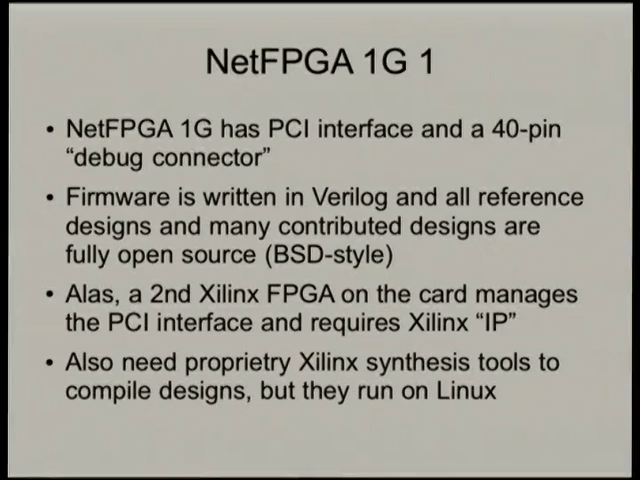 NetFPGA 1G 1
• NetFPGA 1G has PCI interface and a 40-pin
“debug connector”
• Firmware is written in Verilog and all reference
designs and many contributed designs are
fully open source (BSD-style)
• Alas, a 2nd Xilinx FPGA on the card manages
the PCI interface and requires Xilinx “IP”
• Also need proprietry Xilinx synthesis tools to
compile designs, but they run on Linux